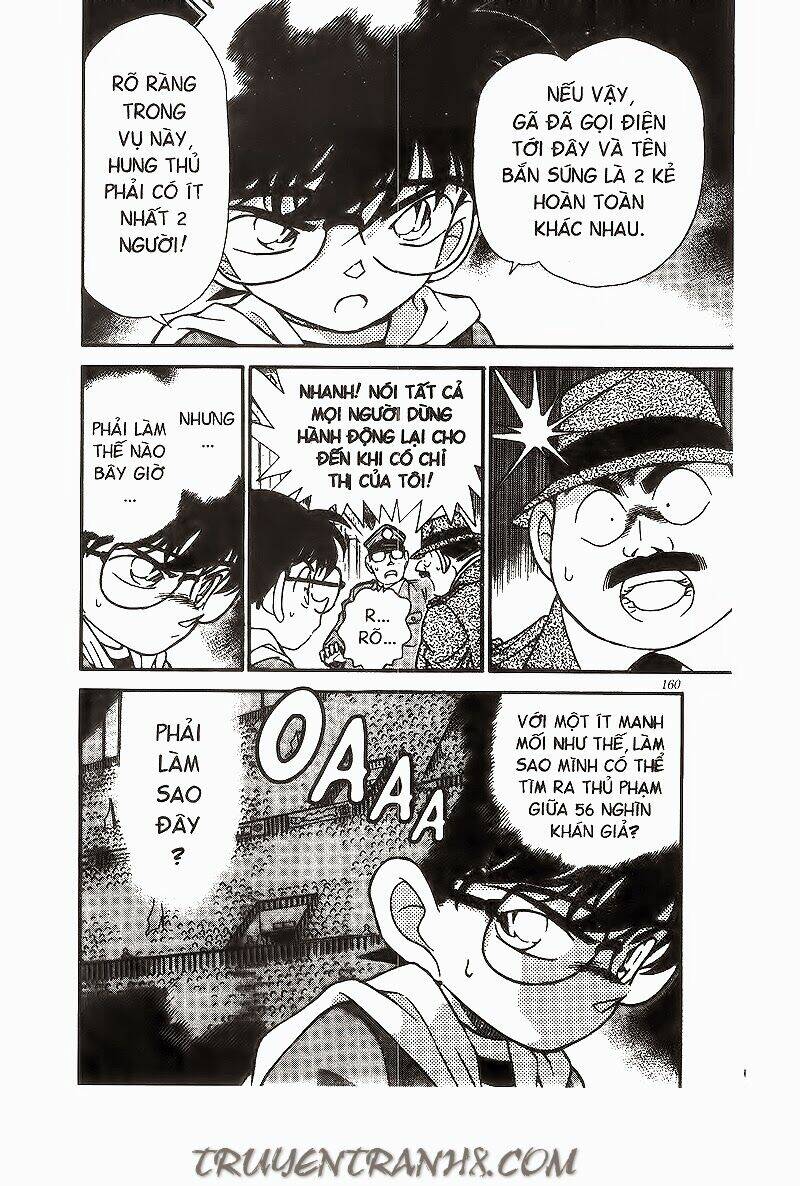 NẾU VẬY,
GÃ ĐÃ GỌI ĐIỆN
TỚI ĐÂY VÀ TÊN
BẮN SÚNG LÀ 2 KẺ
HOÀN TOÀN
KHÁC NHAU.
RÕ RÀNG
TRONG
VỤ NÀY,
HUNG THỦ
PHẢI CÓ ÍT
NHẤT 2
NGƯỜI!
NHANH! NÓI TẤT CẢ
MỌI NGƯỜI DỪNG
HÀNH ĐỘNG LẠI CHO
ĐẾN KHI CÓ CHỈ
THỊ CỦA TÔI!
R...
RÕ...
NHƯNG
...
PHẢI LÀM
THẾ NÀO
BÂY GIỜ
...
160
VỚI MỘT ÍT MANH
MỐI NHƯ THẾ, LÀM
SAO MÌNH CÓ THỂ
TÌM RA THỦ PHẠM
GIỮA 56 NGHÌN
KHÁN GIẢ?
OAAAA
PHẢI
LÀM
SAO
ĐÂY
?
TRUYENTRANH8.COM